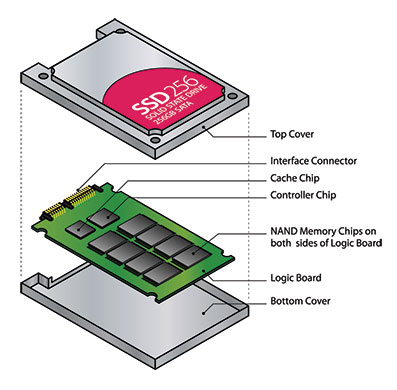 SSD256
SOLID STATE DRIVE
256GB SATA
Top Cover
Interface Connector
Cache Chip
Controller Chip
NAND Memory Chips on
both sides of Logic Board
Logic Board
Bottom Cover